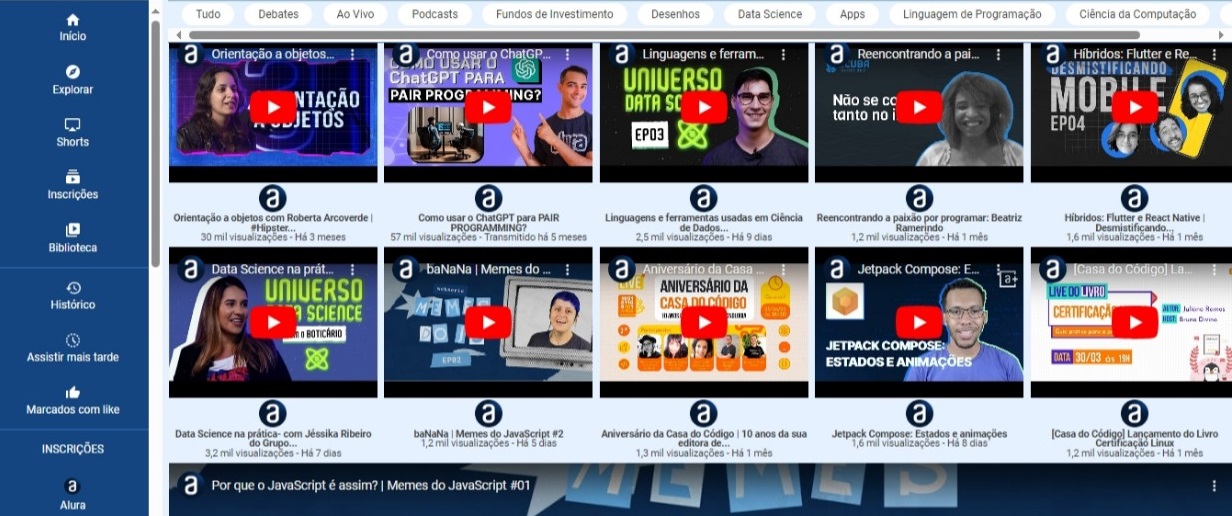 Tudo Debates Ao Vivo Podcasts Fundos de Investimento Desenhos Data Science Apps Linguagem de Programação Ciência da Computação
Início
Explorar
Shorts
Inscrições
Biblioteca
Histórico
Assistir mais tarde
Marcados com like
INSCRIÇÕES
Alura
Orientação a objetos...
A OBJETOS
Orientação a objetos com Roberta Arcoverde |
#Hipster...
30 mil visualizações - Há 3 meses
Como usar o ChatGP...
COMO USAR O
ChatGPT PARA
PAIR PROGRAMMING?
Como usar o ChatGPT para PAIR
PROGRAMMING?
57 mil visualizações - Transmitido há 5 meses
Linguagens e ferram...
UNIVERSO
DATA SC
EP03
Linguagens e ferramentas usadas em Ciência
de Dados...
2,5 mil visualizações - Há 9 dias
Reencontrando a pai...
Não se co
tanto no i
Reencontrando a paixão por programar: Beatriz
Ramerindo
1,2 mil visualizações - Há 1 mês
Híbridos: Flutter e Re...
DESMISTIFICANDO
MOBILE
EP04
Híbridos: Flutter e React Native |
Desmistificando...
1,6 mil visualizações - Há 1 mês
Data Science na prát...
UNIVERSO
SCIENCE
o BOTICÁRIO
Data Science na prática- com Jéssika Ribeiro
do Grupo...
3,2 mil visualizações - Há 7 dias
baNaNa | Memes do ...
MEMES
DO
EP02
baNaNa | Memes do JavaScript #2
1,2 mil visualizações - Há 5 dias
Aniversário da Casa ...
LIVE
ANIVERSÁRIO DA
CASA DO CÓDIGO
Aniversário da Casa do Código | 10 anos da sua
editora de...
1,3 mil visualizações - Há 1 mês
Jetpack Compose: E...
a+
JETPACK COMPOSE:
ESTADOS E ANIMAÇÕES
Jetpack Compose: Estados e animações
1,6 mil visualizações - Há 8 dias
[Casa do Código] La...
LIVE DO LIVRO
CERTIFICAÇÃ
Juliano Ramos
Bruno Divino
DATA 30/03 às 19H
[Casa do Código] Lançamento do Livro
Certificação Linux
1,2 mil visualizações - Há 1 mês
Por que o JavaScript é assim? | Memes do JavaScript #01
MEMES